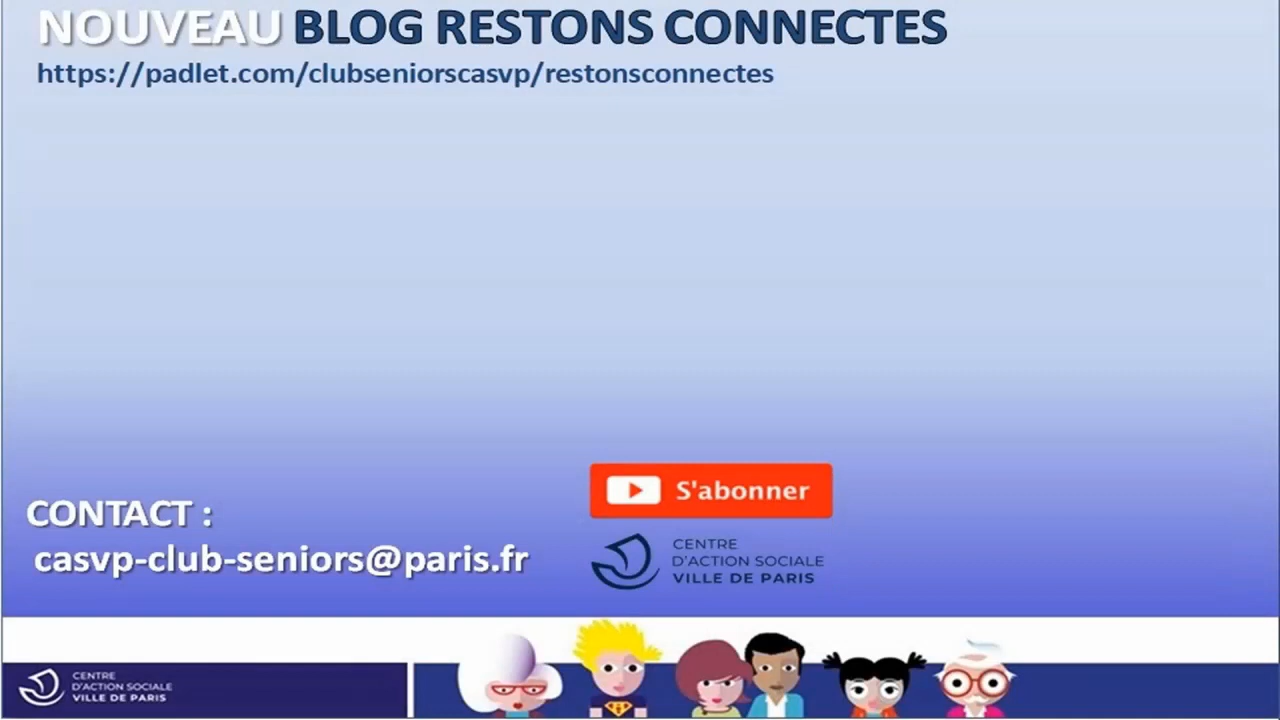 NOUVEAU BLOG RESTONS CONNECTES
https://padlet.com/clubseniorscasvp/restonsconnectes
S'abonner
CONTACT :
casvp-club-seniors@paris.fr
CENTRE
D'ACTION SOCIALE
VILLE DE PARIS
CENTRE
D'ACTION SOCIALE
VILLE DE PARIS